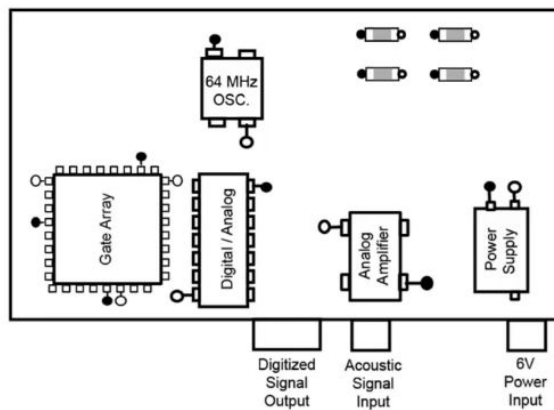 64 MHz
OSC.
Gate Array
Digital / Analog
Analog
Amplifier
Power
Supply
Digitized
Signal
Output
Acoustic
Signal
Input
6V
Power
Input